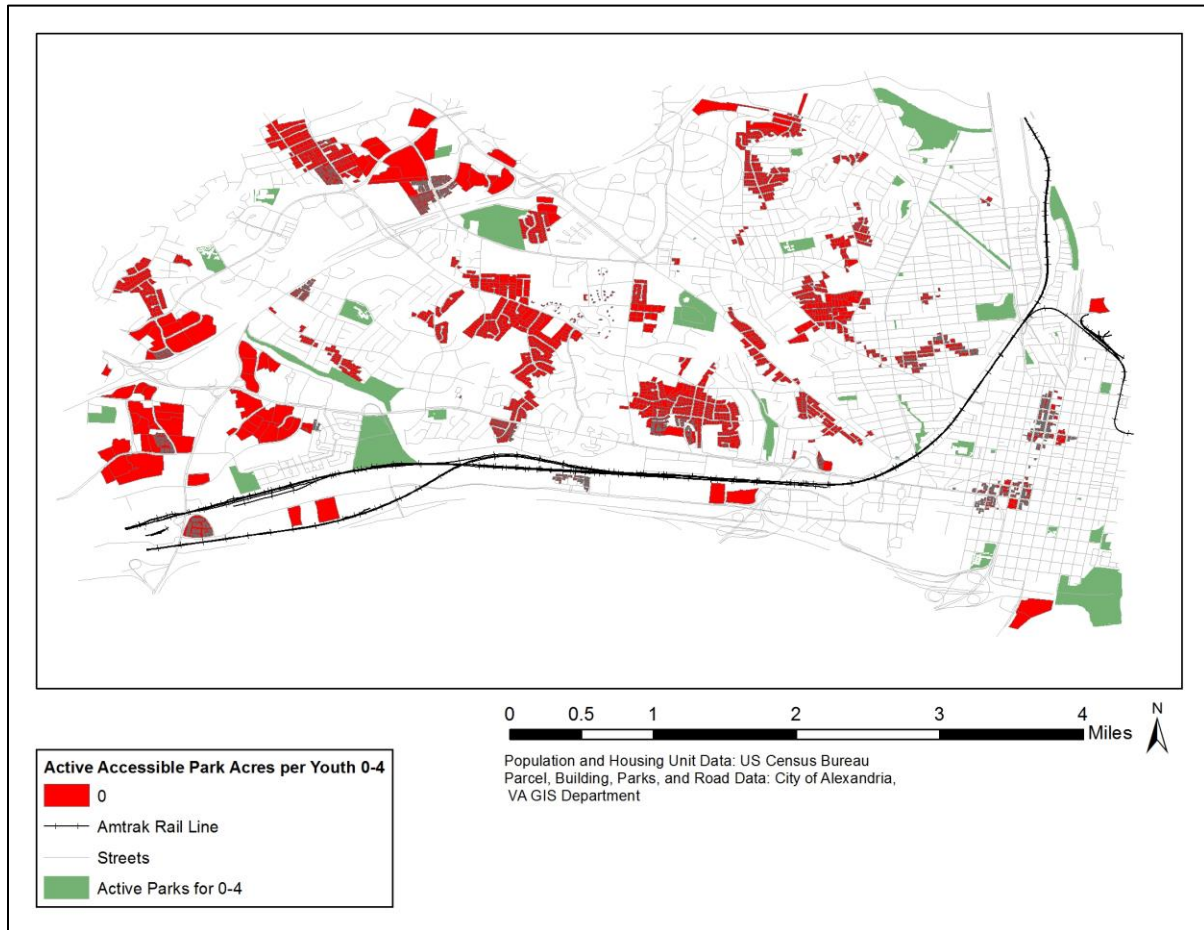 0 0.5 1 2 3 4 Miles
N
Population and Housing Unit Data: US Census Bureau
Parcel, Building, Parks, and Road Data: City of Alexandria,
VA GIS Department
Active Accessible Park Acres per Youth 0-4
0
Amtrak Rail Line
Streets
Active Parks for 0-4